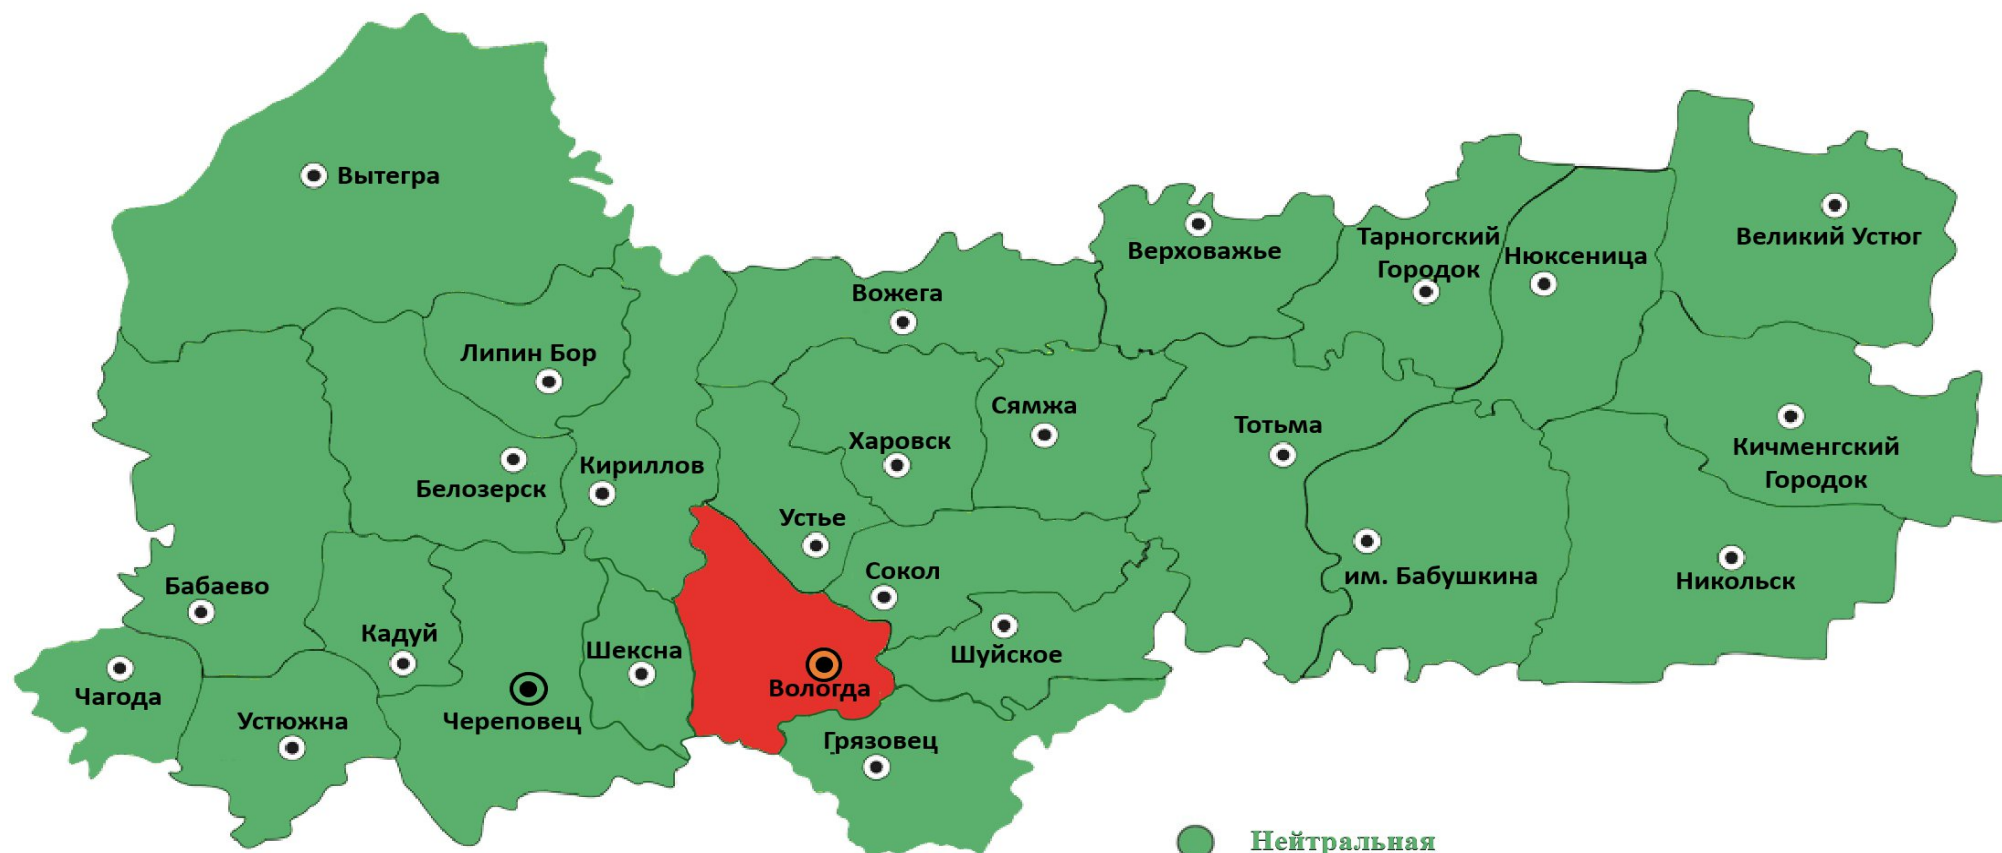 Вытегра
Великий Устюг
Верховажье
Тарногский
Городок
Нюксеница
Вожега
Липин Бор
Сямжа
Тотьма
Харовск
Кичменгский
Городок
Кириллов
Белозерск
Устье
Сокол
им. Бабушкина
Никольск
Бабаево
Кадуй
Шексна
Шуйское
Чагода
Вологда
Устюжна
Череповец
Грязовец
Нейтральная